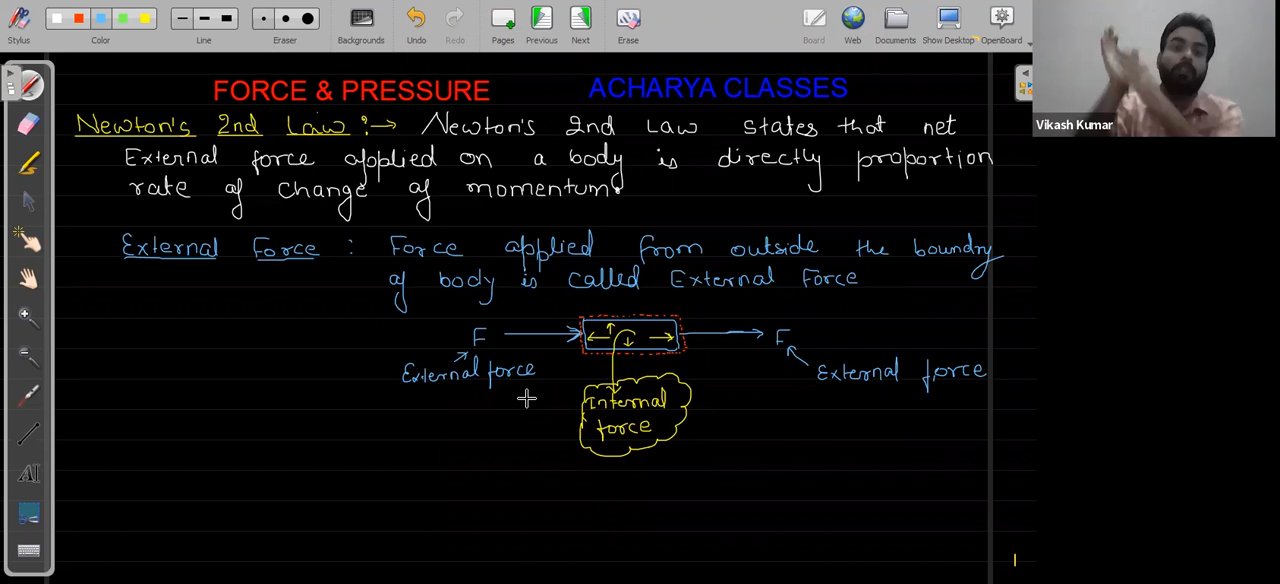 Stylus
Color
Line
Eraser
Backgrounds
Undo
Redo
Pages
Previous
Next
Erase
Board
Web
Documents
Show Desktop
OpenBoard
Vikash Kumar
FORCE & PRESSURE ACHARYA CLASSES
Newton's 2nd Law :→ Newton's 2nd Law states that net
External force applied on a body is directly proportion
rate of change of momentum.
External Force : Force applied from outside the boundry
of body is called External Force
F F
External force
External force
Internal
force
AI
1